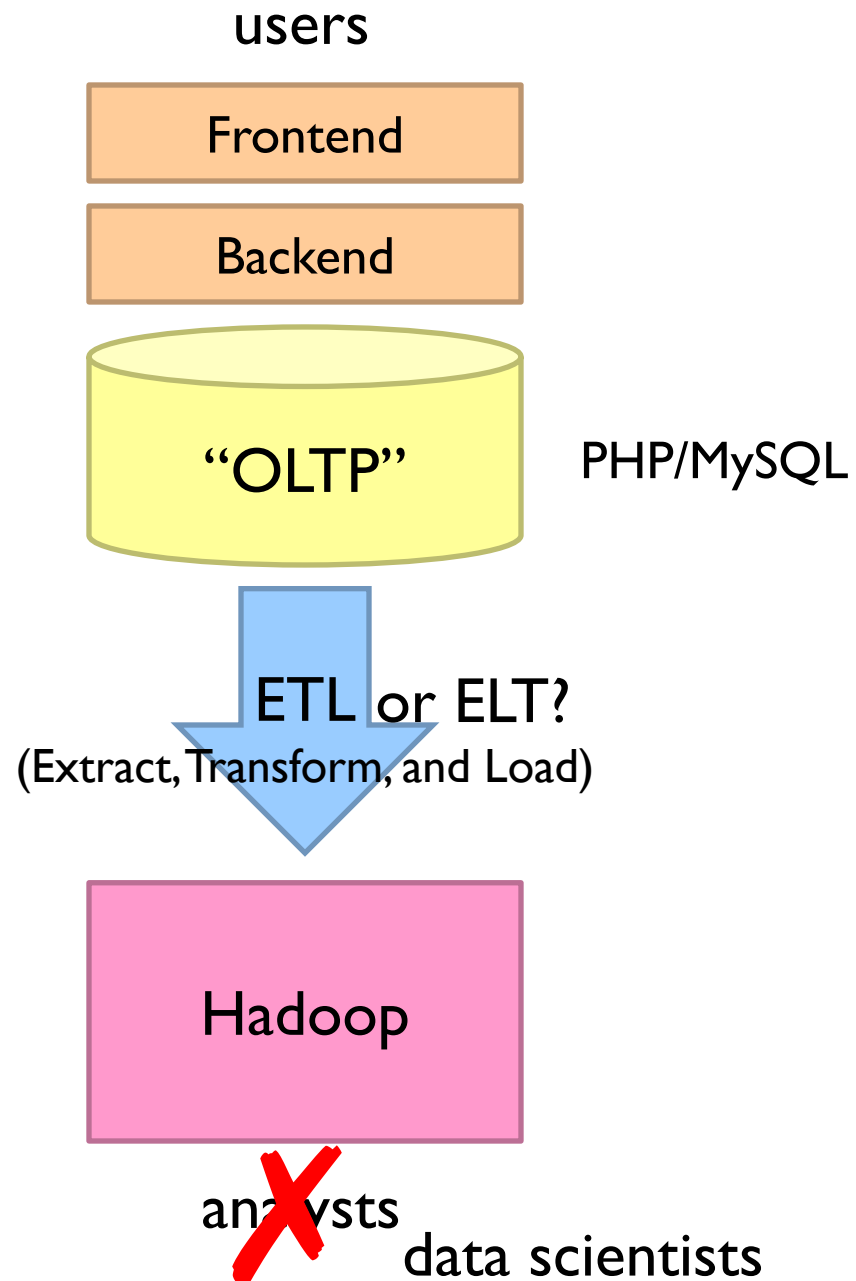 users
Frontend
Backend
“OLTP”
PHP/MySQL
ETL or ELT?
(Extract, Transform, and Load)
Hadoop
analysts
data scientists